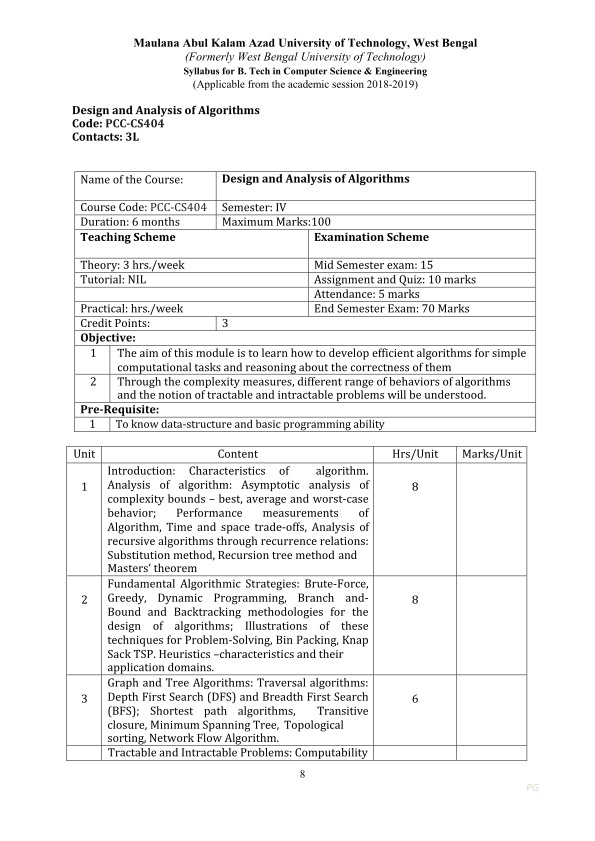 Maulana Abul Kalam Azad University of Technology, West Bengal
(Formerly West Bengal University of Technology)
Syllabus for B. Tech in Computer Science & Engineering
(Applicable from the academic session 2018-2019)
Design and Analysis of Algorithms
Code: PCC-CS404
Contacts: 3L
Name of the Course: Design and Analysis of Algorithms
Course Code: PCC-CS404 Semester: IV
Duration: 6 months Maximum Marks:100
Teaching Scheme Examination Scheme
Theory: 3 hrs./week Mid Semester exam: 15
Tutorial: NIL Assignment and Quiz: 10 marks
Attendance: 5 marks
Practical: hrs./week End Semester Exam: 70 Marks
Credit Points: 3
Objective:
1 The aim of this module is to learn how to develop efficient algorithms for simple
computational tasks and reasoning about the correctness of them
2 Through the complexity measures, different range of behaviors of algorithms
and the notion of tractable and intractable problems will be understood.
Pre-Requisite:
1 To know data-structure and basic programming ability
Unit Content Hrs/Unit Marks/Unit
Introduction: Characteristics of algorithm.
1 Analysis of algorithm: Asymptotic analysis of 8
complexity bounds – best, average and worst-case
behavior; Performance measurements of
Algorithm, Time and space trade-offs, Analysis of
recursive algorithms through recurrence relations:
Substitution method, Recursion tree method and
Masters' theorem
Fundamental Algorithmic Strategies: Brute-Force,
2 Greedy, Dynamic Programming, Branch and- 8
Bound and Backtracking methodologies for the
design of algorithms; Illustrations of these
techniques for Problem-Solving, Bin Packing, Knap
Sack TSP. Heuristics –characteristics and their
application domains.
Graph and Tree Algorithms: Traversal algorithms:
3 Depth First Search (DFS) and Breadth First Search 6
(BFS); Shortest path algorithms, Transitive
closure, Minimum Spanning Tree, Topological
sorting, Network Flow Algorithm.
Tractable and Intractable Problems: Computability
8
PG